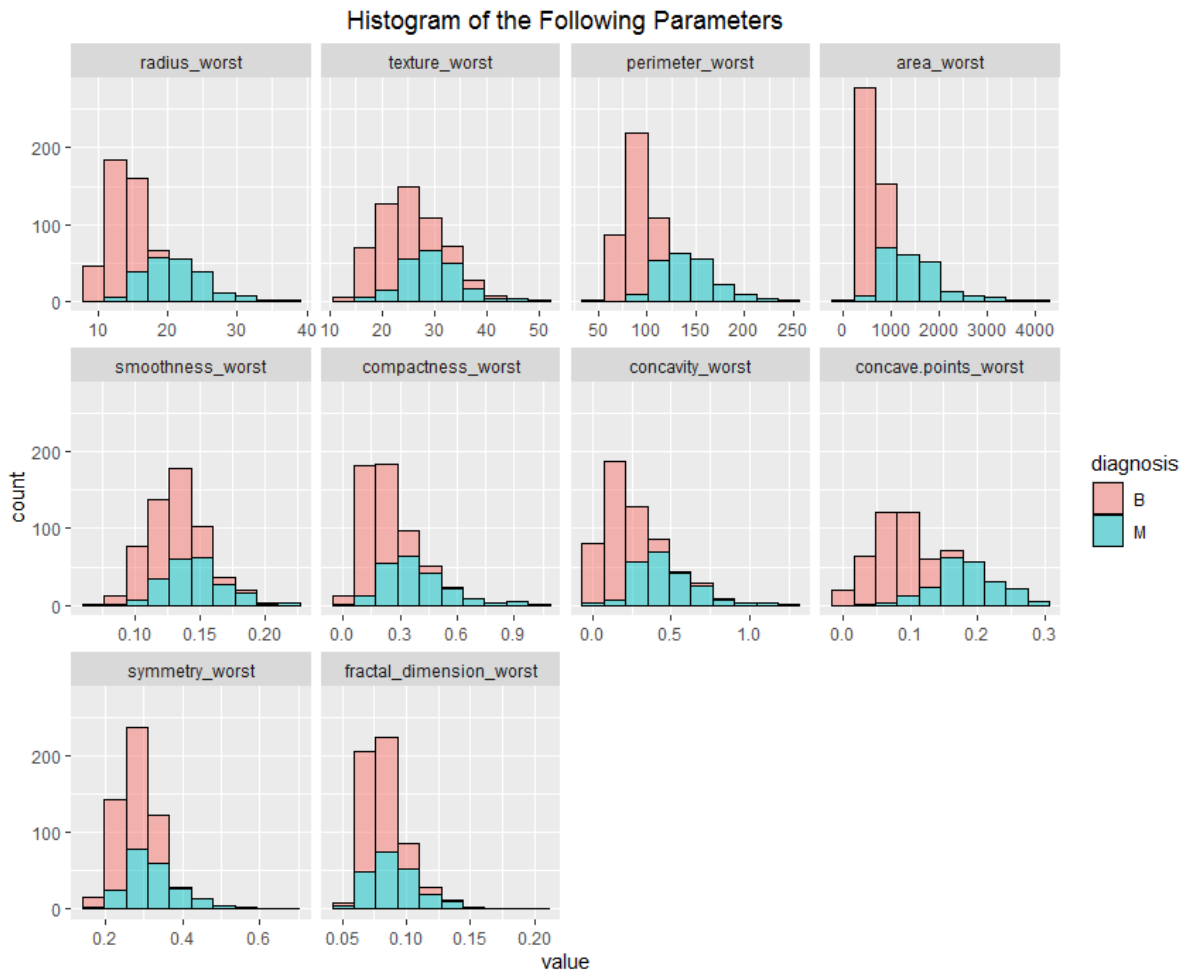 Histogram of the Following Parameters
radius_worst texture_worst perimeter_worst area_worst
200
100
0
10 20 30 40 10 20 30 40 50 50 100 150 200 250 0 1000 2000 3000 4000
smoothness_worst compactness_worst concavity_worst concave.points_worst
200
100
0
0.10 0.15 0.20 0.0 0.3 0.6 0.9 0.0 0.5 1.0 0.0 0.1 0.2 0.3
symmetry_worst fractal_dimension_worst
200
100
0
0.2 0.4 0.6 0.05 0.10 0.15 0.20
count
value
diagnosis
B
M